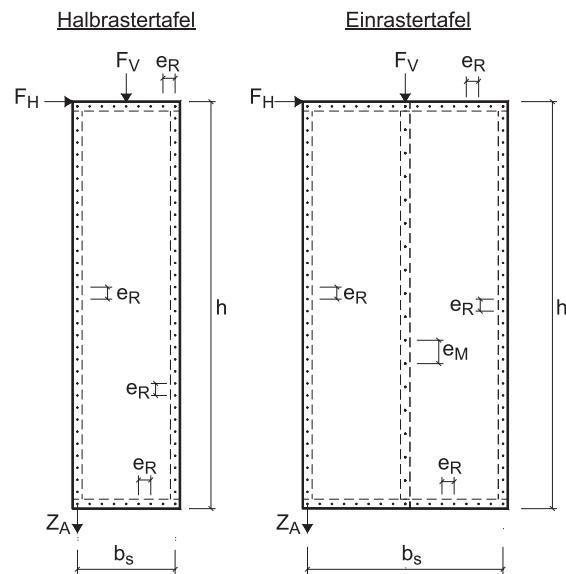 Halbrastertafel
Einrastertafel
F_V
e_R
F_H
e_R
e_R
e_R
h
Z_A
b_s
F_V
e_R
F_H
e_R
e_R
e_M
e_R
h
Z_A
b_s